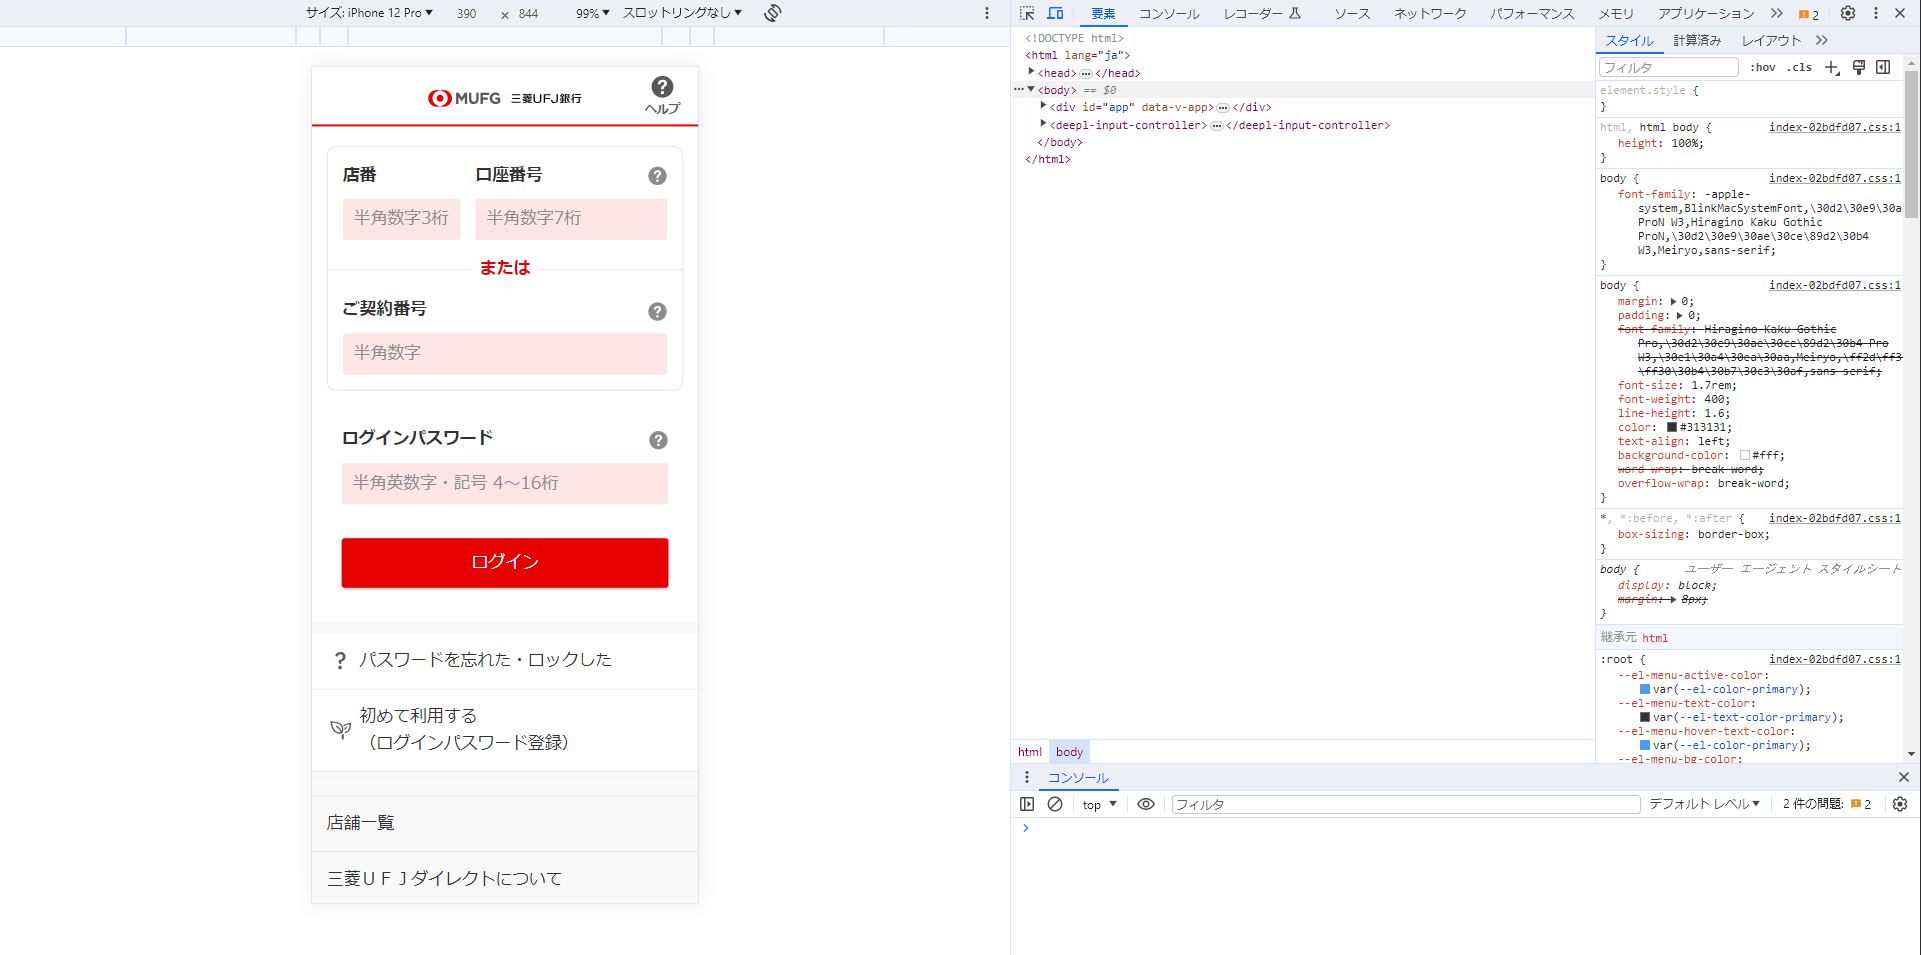 サイズ: iPhone 12 Pro ▼ 390 × 844 99% ▼ スロットリングなし ▼
MUFG 三菱UFJ銀行
ヘルプ
店番 口座番号
半角数字3桁 半角数字7桁
または
ご契約番号
半角数字
ログインパスワード
半角英数字・記号 4～16桁
ログイン
パスワードを忘れた・ロックした
初めて利用する
（ログインパスワード登録）
店舗一覧
三菱ＵＦＪダイレクトについて
要素 コンソール レコーダー ソース ネットワーク パフォーマンス メモリ アプリケーション 2
<!DOCTYPE html>
<html lang="ja">
<head> … </head>
<body> == $0
<div id="app" data-v-app> … </div>
<deepl-input-controller> … </deepl-input-controller>
</body>
</html>
html body
スタイル 計算済み レイアウト
フィルタ :hov .cls
element.style {
}
html, html body { index-02bdfd07.css:1
height: 100%;
}
body { index-02bdfd07.css:1
font-family: -apple-
system,BlinkMacSystemFont,\30d2\30e9\30a
ProN W3,Hiragino Kaku Gothic
ProN,\30d2\30e9\30ae\30ce\89d2\30b4
W3,Meiryo,sans-serif;
}
body { index-02bdfd07.css:1
margin: 0;
padding: 0;
font-family: Hiragino Kaku Gothic
Pro,\30d2\30e9\30ae\30ce\89d2\30b4 Pro
W3,\30e1\30a4\30ea\30aa,Meiryo,\ff2d\ff3
\ff30\30b4\30b7\30c3\30af,sans-serif;
font-size: 1.7rem;
font-weight: 400;
line-height: 1.6;
color: #313131;
text-align: left;
background-color: #fff;
word-wrap: break-word;
overflow-wrap: break-word;
}
*, *:before, *:after { index-02bdfd07.css:1
box-sizing: border-box;
}
body { ユーザー エージェント スタイルシート
display: block;
margin: 8px;
}
継承元 html
:root { index-02bdfd07.css:1
--el-menu-active-color:
var(--el-color-primary);
--el-menu-text-color:
var(--el-text-color-primary);
--el-menu-hover-text-color:
var(--el-color-primary);
--el-menu-bg-color:
コンソール
top ▼ フィルタ デフォルト レベル ▼ 2 件の問題: 2